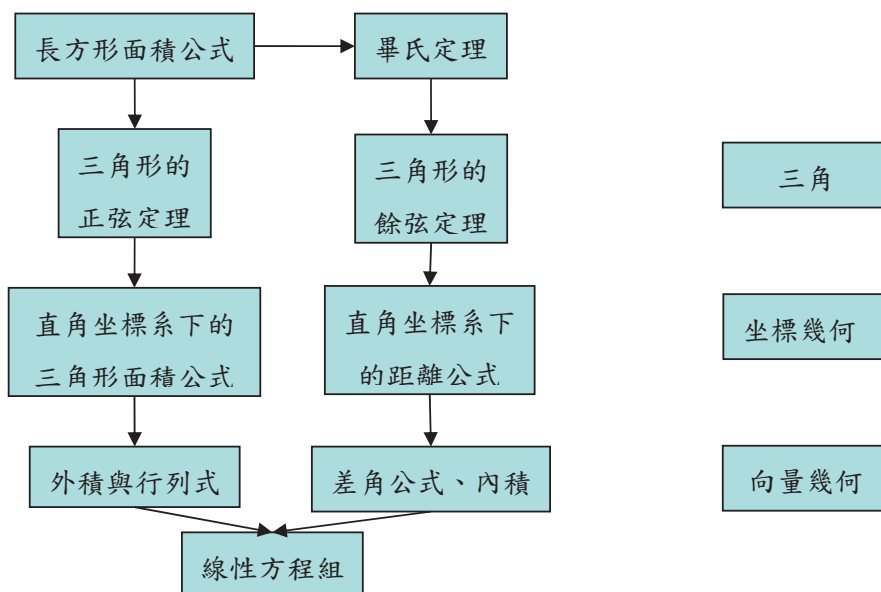 長方形面積公式
畢氏定理
三角形的
正弦定理
三角形的
餘弦定理
三角
直角坐標系下的
三角形面積公式
直角坐標系下
的距離公式
坐標幾何
外積與行列式
差角公式、內積
向量幾何
線性方程組